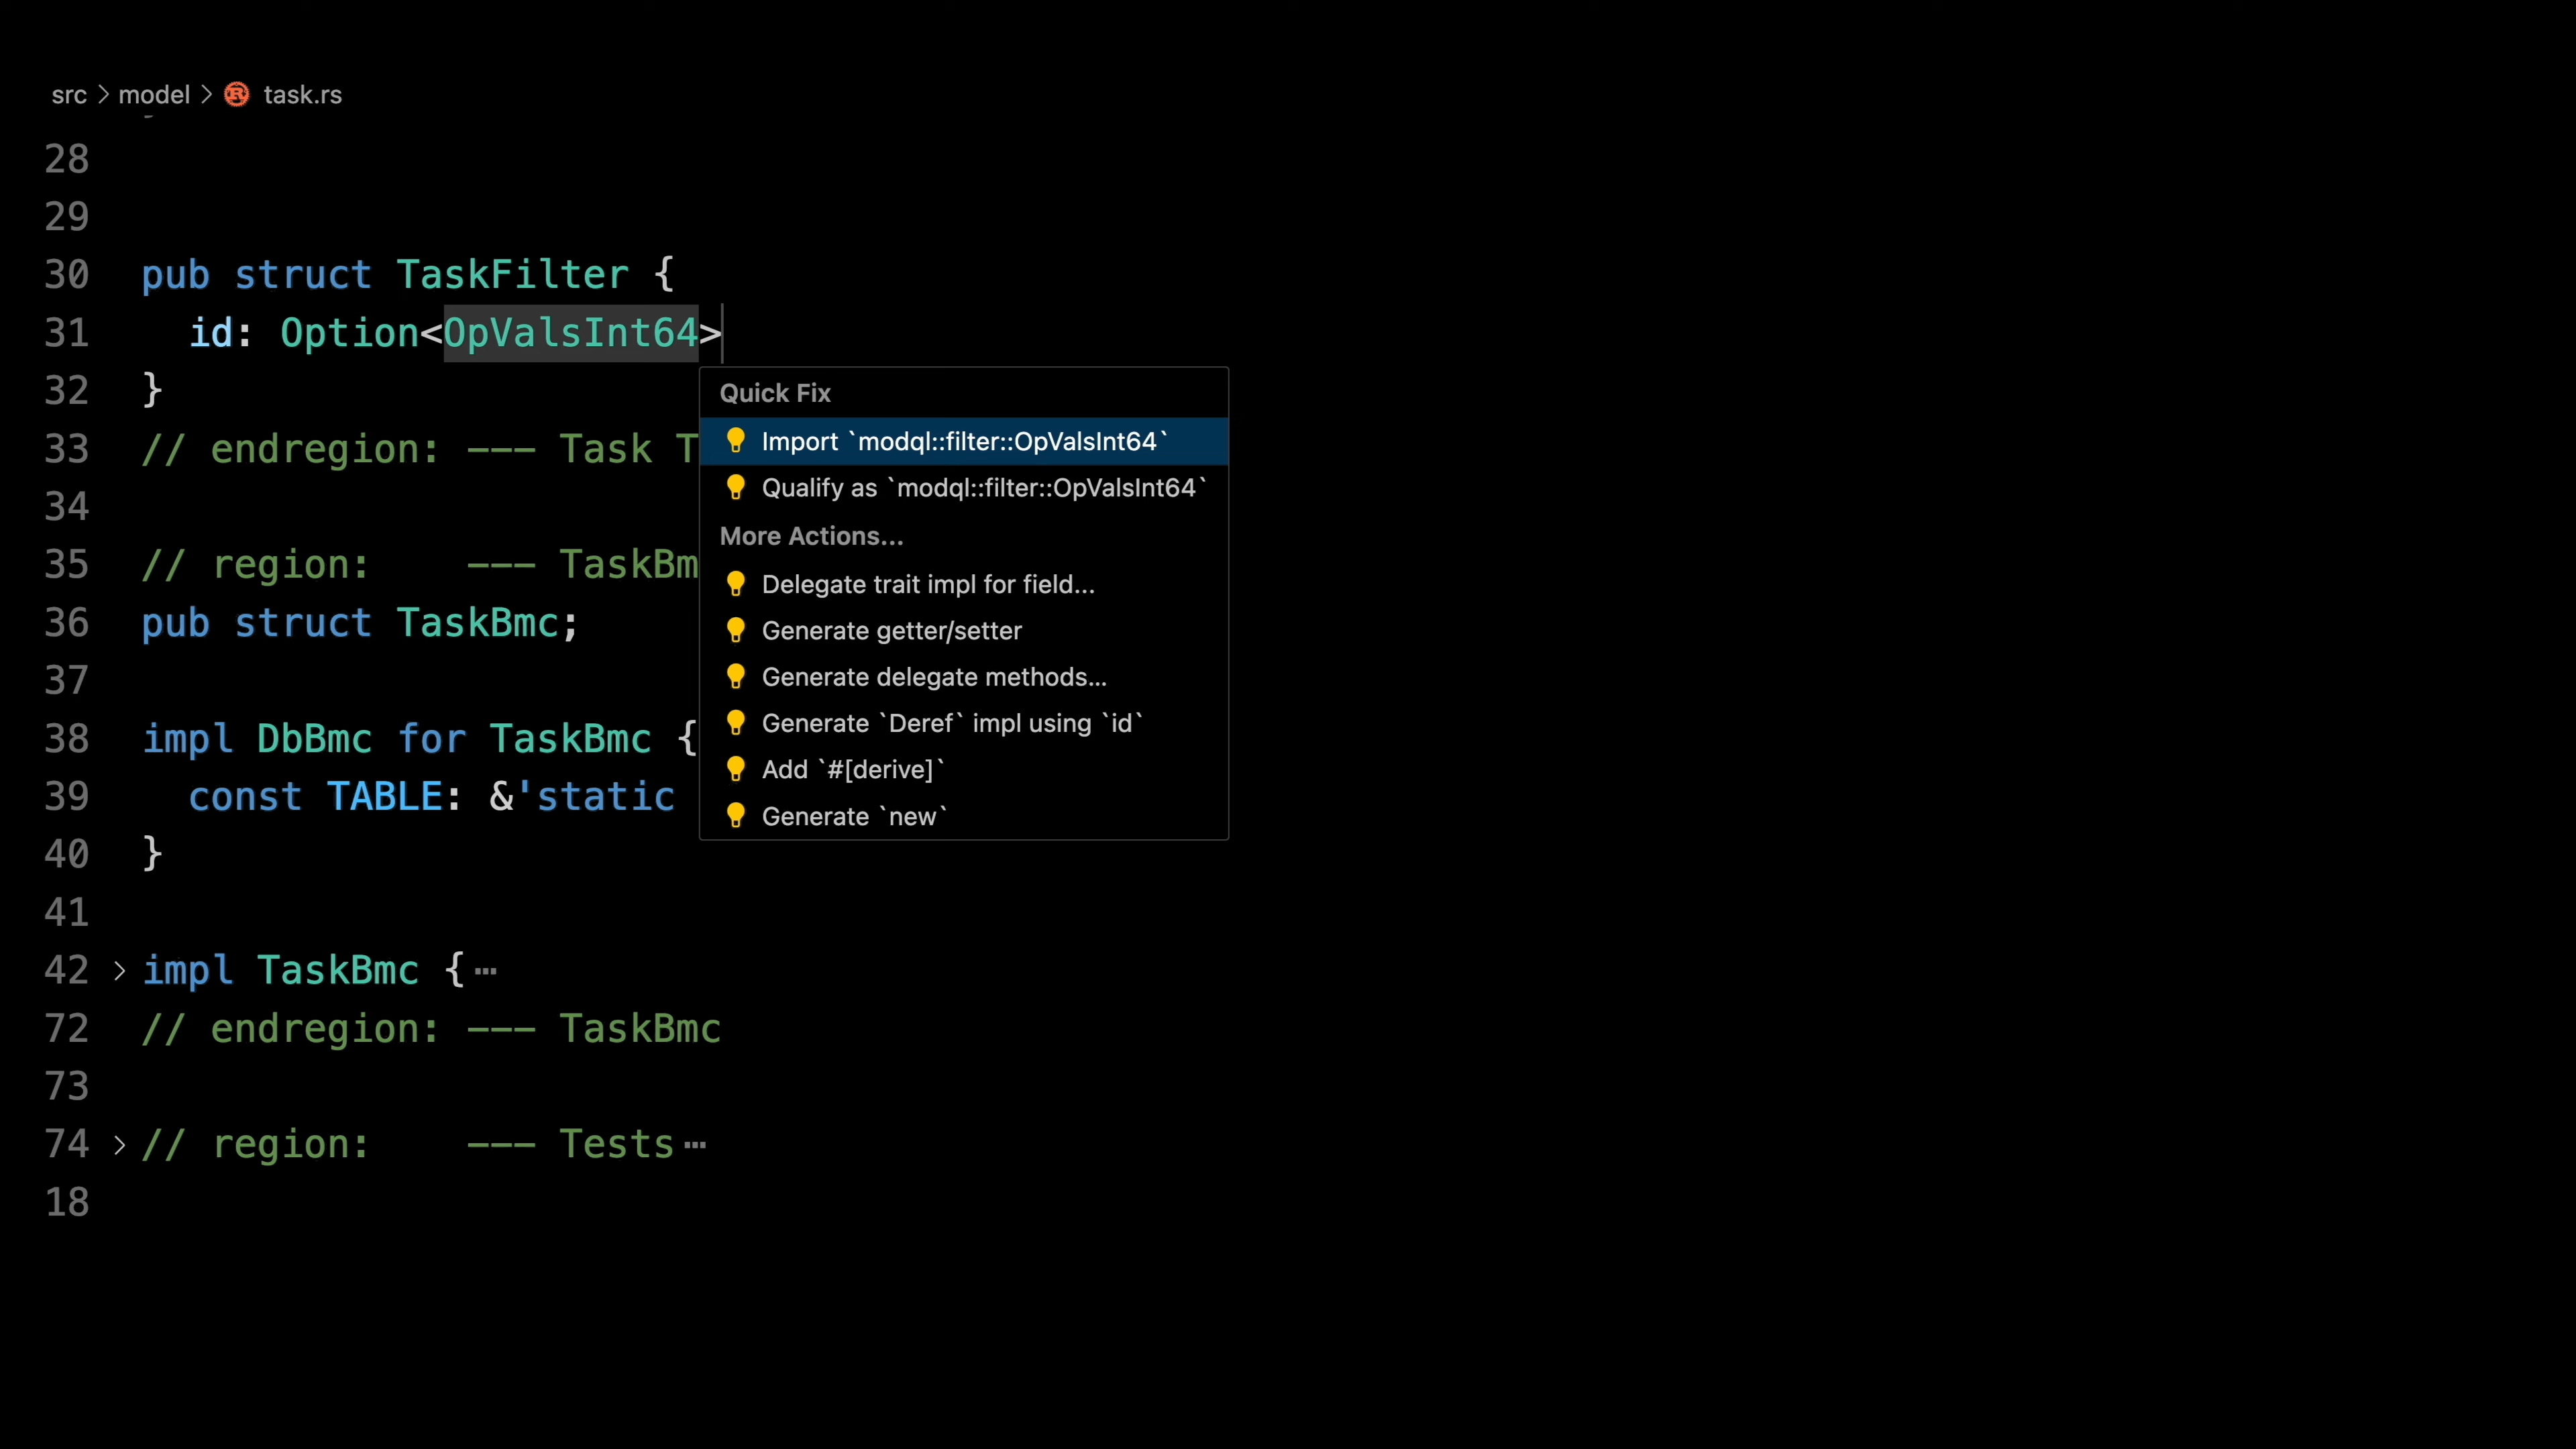 src > model > task.rs
28
29
30 pub struct TaskFilter {
31 id: Option<OpValsInt64>
32 }
33 // endregion: --- Task T
34
35 // region: --- TaskBm
36 pub struct TaskBmc;
37
38 impl DbBmc for TaskBmc {
39 const TABLE: &'static
40 }
41
42 > impl TaskBmc {⋯
72 // endregion: --- TaskBmc
73
74 > // region: --- Tests⋯
18
Quick Fix
Import `modql::filter::OpValsInt64`
Qualify as `modql::filter::OpValsInt64`
More Actions...
Delegate trait impl for field...
Generate getter/setter
Generate delegate methods...
Generate `Deref` impl using `id`
Add `#[derive]`
Generate `new`